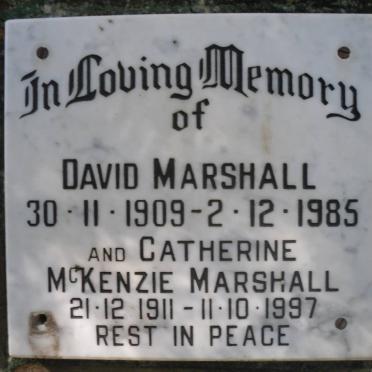 In Loving Memory
of
DAVID MARSHALL
30·11·1909-2·12·1985
AND CATHERINE
McKENZIE MARSHALL
21·12 1911-11·10·1997
REST IN PEACE